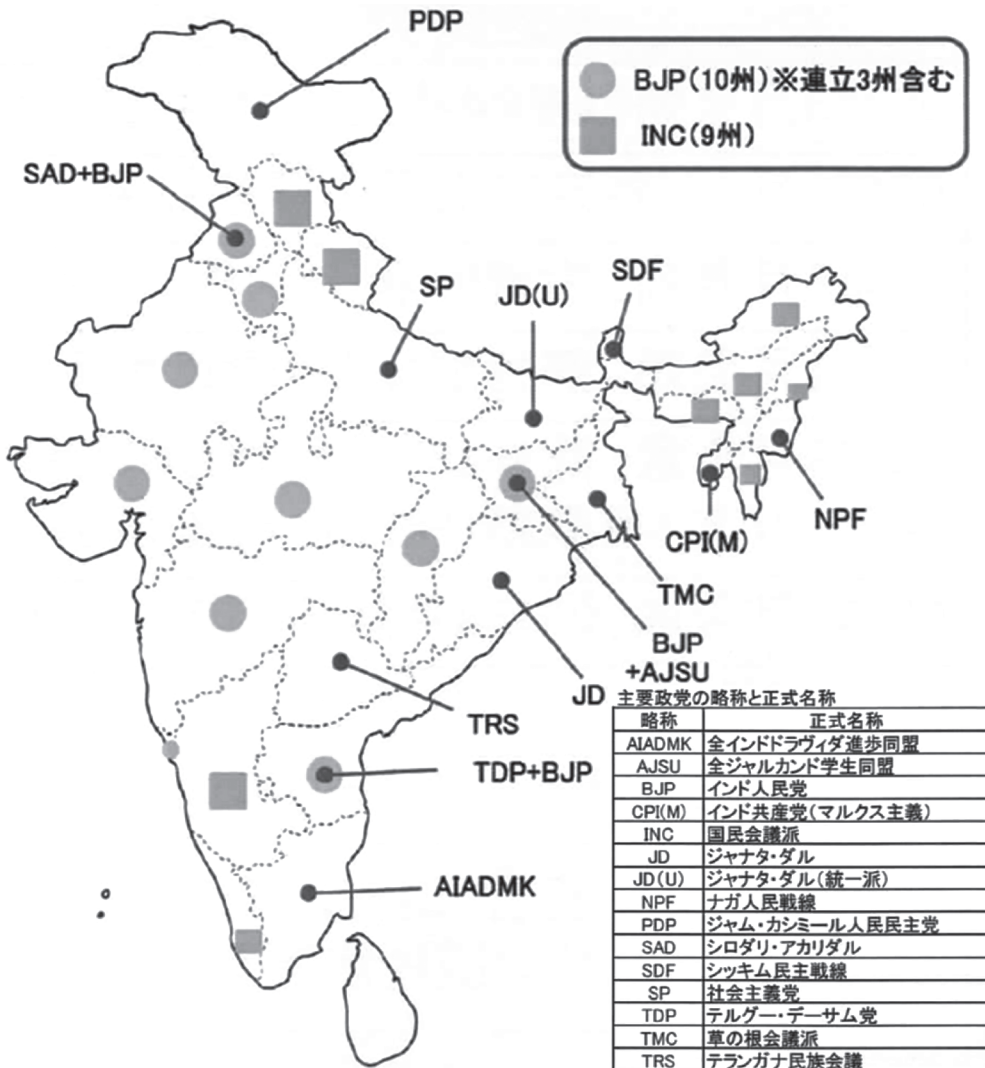 PDP
BJP(10州)※連立3州含む
INC(9州)
SAD+BJP
SP
JD(U)
SDF
NPF
CPI(M)
TMC
BJP
+AJSU
JD
TRS
TDP+BJP
AIADMK
主要政党の略称と正式名称
略称 正式名称
AIADMK 全インドドラヴィダ進歩同盟
AJSU 全ジャルカンド学生同盟
BJP インド人民党
CPI(M) インド共産党(マルクス主義)
INC 国民会議派
JD ジャナタ・ダル
JD(U) ジャナタ・ダル(統一派)
NPF ナガ人民戦線
PDP ジャム・カシミール人民民主党
SAD シロダリ・アカリダル
SDF シッキム民主戦線
SP 社会主義党
TDP テルグー・デーサム党
TMC 草の根会議派
TRS テランガナ民族会議